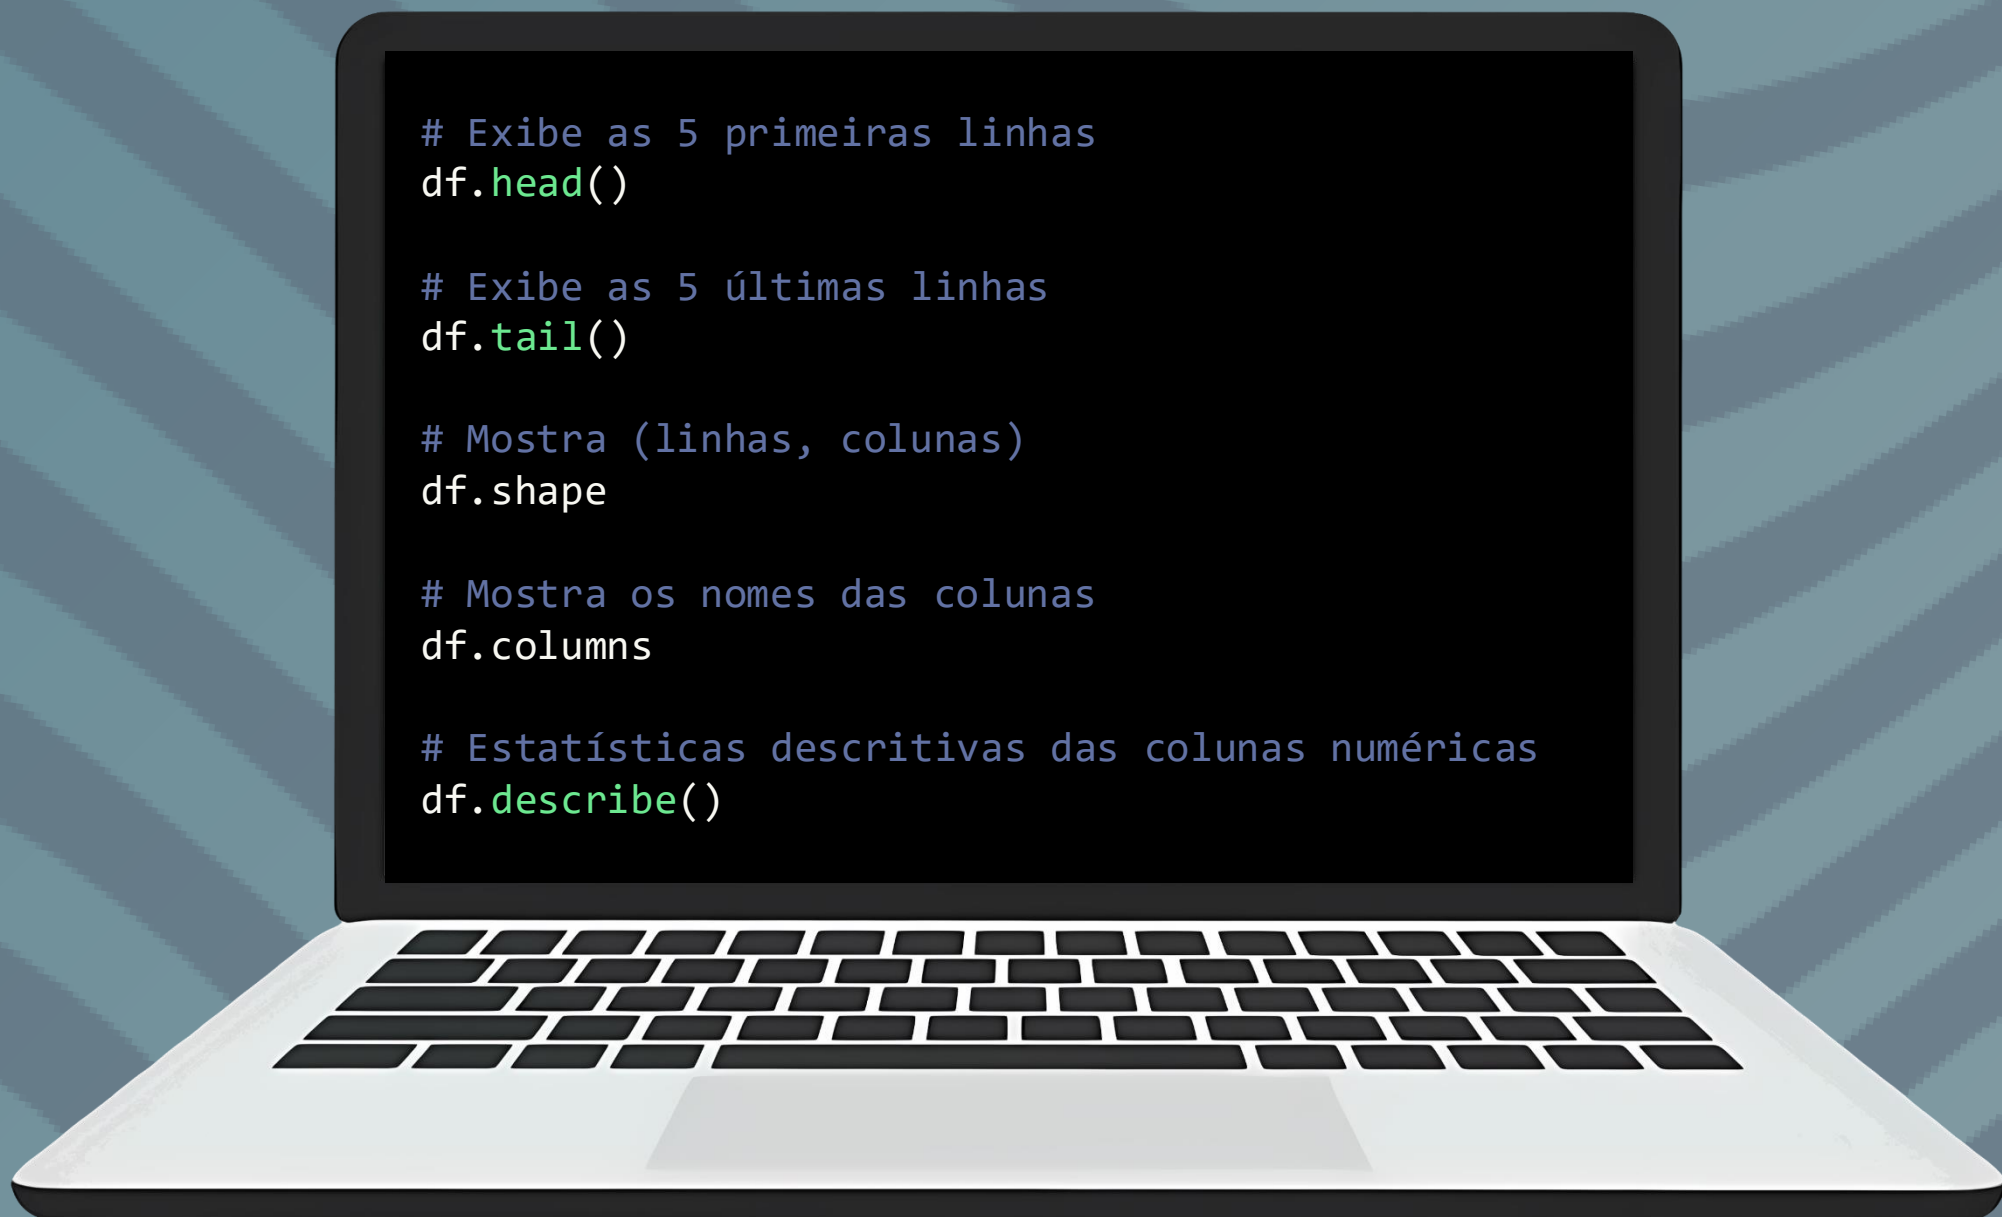 # Exibe as 5 primeiras linhas
df.head()
# Exibe as 5 últimas linhas
df.tail()
# Mostra (linhas, colunas)
df.shape
# Mostra os nomes das colunas
df.columns
# Estatísticas descritivas das colunas numéricas
df.describe()